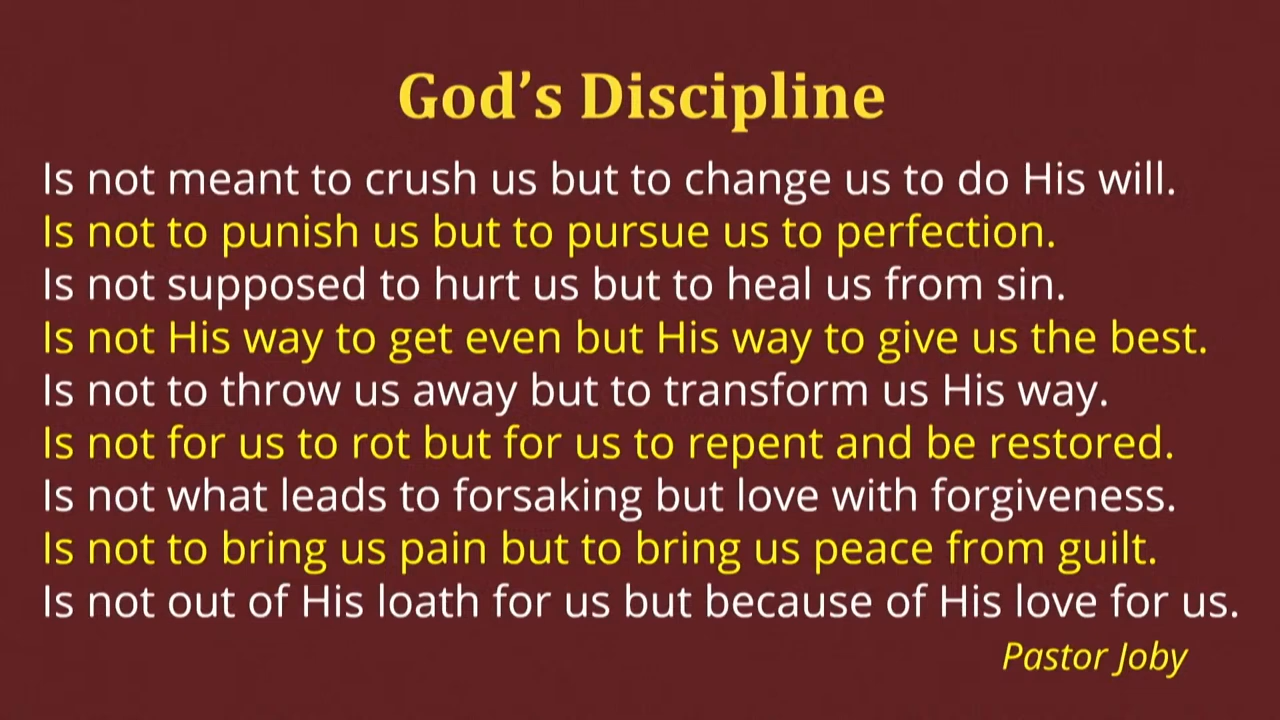 God’s Discipline
Is not meant to crush us but to change us to do His will.
Is not to punish us but to pursue us to perfection.
Is not supposed to hurt us but to heal us from sin.
Is not His way to get even but His way to give us the best.
Is not to throw us away but to transform us His way.
Is not for us to rot but for us to repent and be restored.
Is not what leads to forsaking but love with forgiveness.
Is not to bring us pain but to bring us peace from guilt.
Is not out of His loath for us but because of His love for us.
Pastor Joby